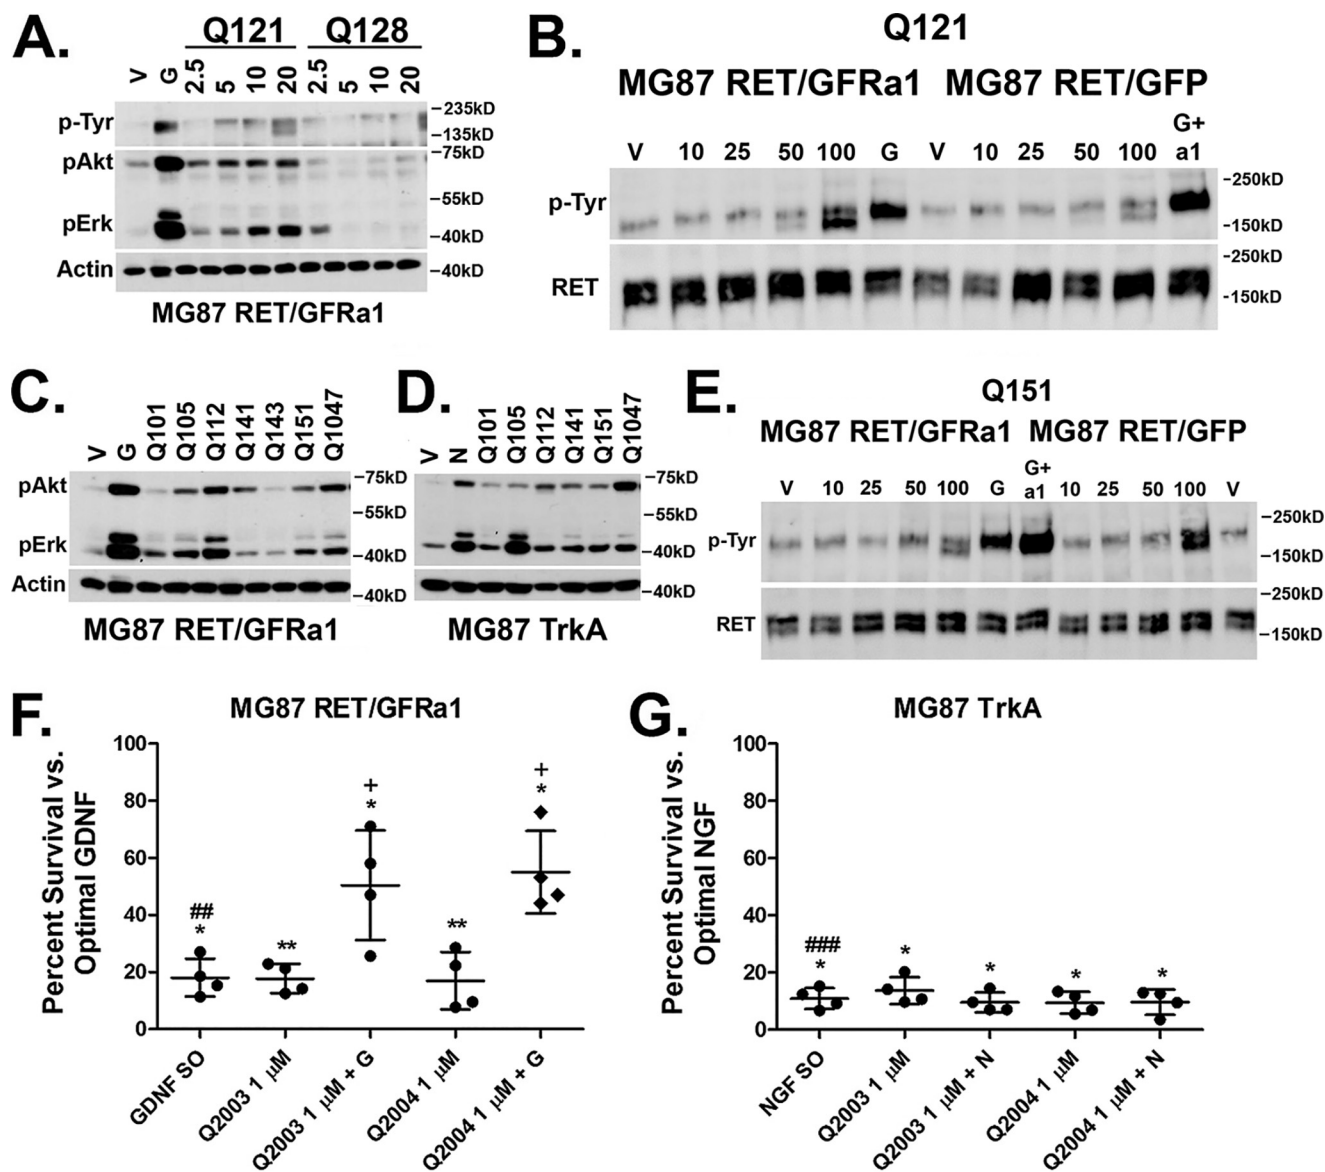 A.
Q121 Q128
V G 2.5 5 10 20 2.5 5 10 20
p-Tyr
pAkt
pErk
Actin
–235kD
–135kD
–75kD
–55kD
–40kD
–40kD
MG87 RET/GFRa1
B.
Q121
MG87 RET/GFRa1 MG87 RET/GFP
V 10 25 50 100 G V 10 25 50 100 G+ a1
p-Tyr
RET
-250kD
-150kD
-250kD
-150kD
C.
V G Q101 Q105 Q112 Q141 Q143 Q151 Q1047
pAkt
pErk
Actin
–75kD
–55kD
–40kD
–40kD
MG87 RET/GFRa1
D.
V N Q101 Q105 Q112 Q141 Q151 Q1047
–75kD
–55kD
–40kD
–40kD
MG87 TrkA
E.
Q151
MG87 RET/GFRa1 MG87 RET/GFP
V 10 25 50 100 G G+ a1 10 25 50 100 V
p-Tyr
RET
–250kD
–150kD
–250kD
–150kD
F.
MG87 RET/GFRa1
Percent Survival vs.
Optimal GDNF
100
80
60
40
20
0
##
*
**
+
*
**
+
*
GDNF SO
Q2003 1 μM
Q2003 1 μM + G
Q2004 1 μM
Q2004 1 μM + G
G.
MG87 TrkA
Percent Survival vs.
Optimal NGF
100
80
60
40
20
0
###
*
*
*
*
*
NGF SO
Q2003 1 μM
Q2003 1 μM + N
Q2004 1 μM
Q2004 1 μM + N